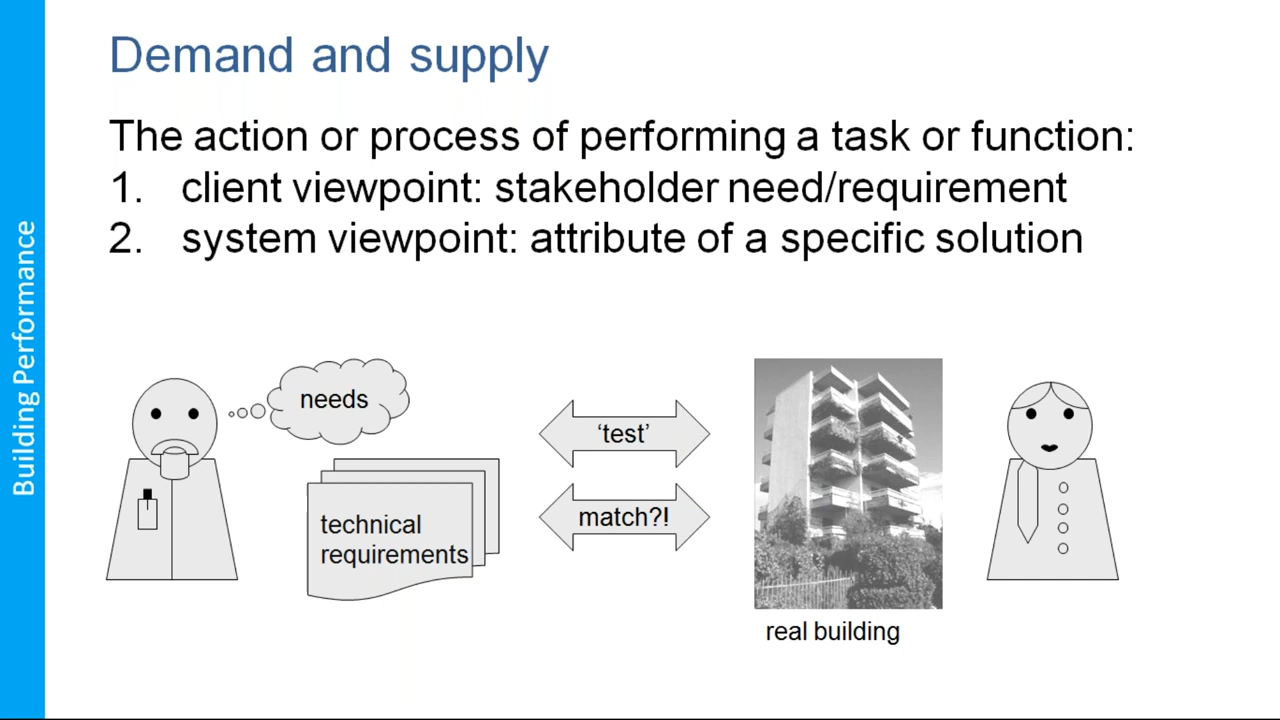 Demand and supply
The action or process of performing a task or function:
1. client viewpoint: stakeholder need/requirement
2. system viewpoint: attribute of a specific solution
Building Performance
needs
technical
requirements
‘test’
match?!
real building